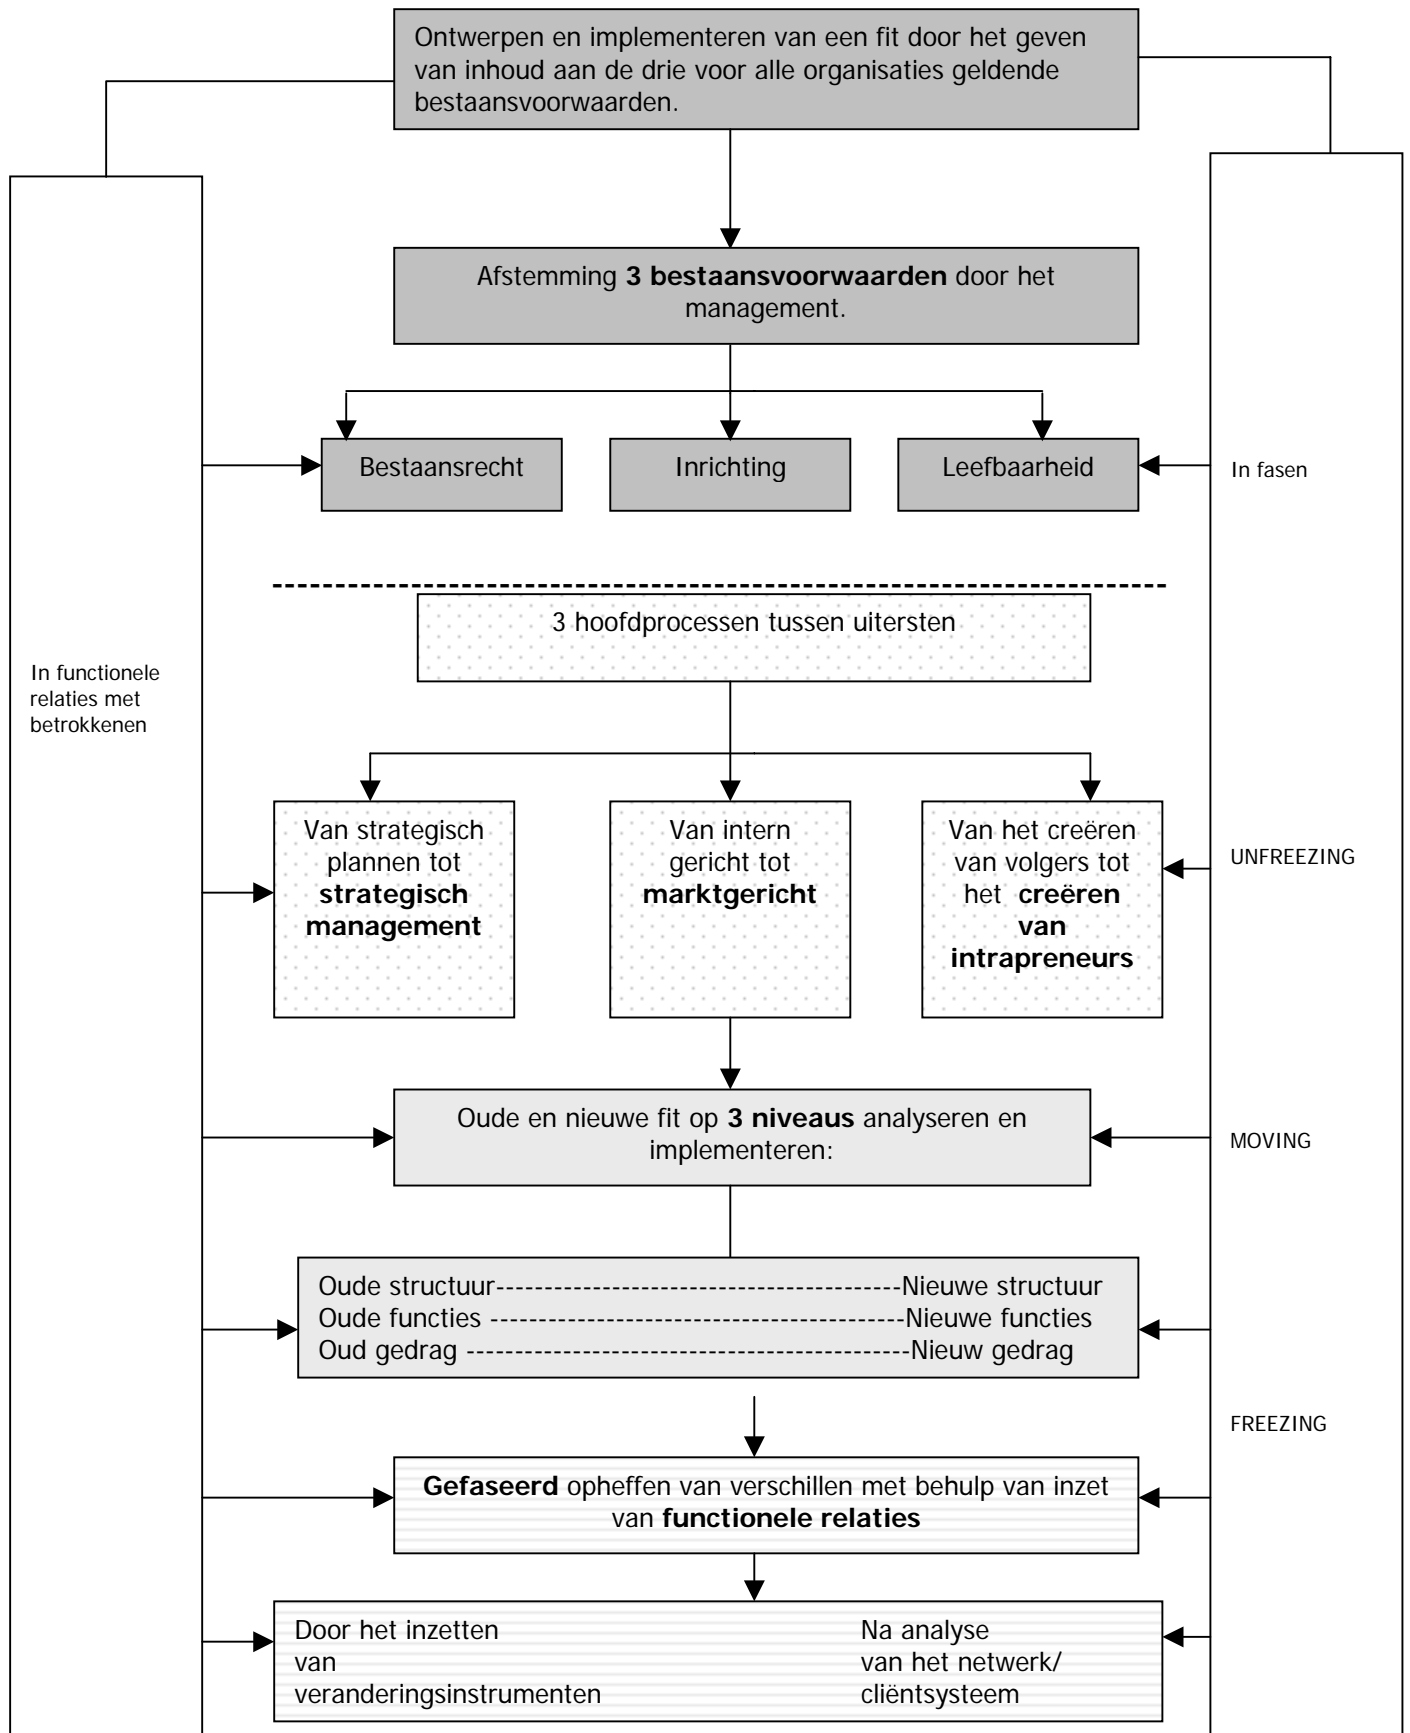 Ontwerpen en implementeren van een fit door het geven
van inhoud aan de drie voor alle organisaties geldende
bestaansvoorwaarden.
Afstemming 3 bestaansvoorwaarden door het
management.
Bestaansrecht
Inrichting
Leefbaarheid
In fasen
3 hoofdprocessen tussen uitersten
In functionele
relaties met
betrokkenen
Van strategisch
plannen tot
strategisch
management
Van intern
gericht tot
marktgericht
Van het creëren
van volgers tot
het creëren
van
intrapreneurs
UNFREEZING
Oude en nieuwe fit op 3 niveaus analyseren en
implementeren:
MOVING
Oude structuur------------------------------------------Nieuwe structuur
Oude functies -------------------------------------------Nieuwe functies
Oud gedrag ----------------------------------------------Nieuw gedrag
FREEZING
Gefaseerd opheffen van verschillen met behulp van inzet
van functionele relaties
Door het inzetten
van
veranderingsinstrumenten
Na analyse
van het netwerk/
cliëntsysteem